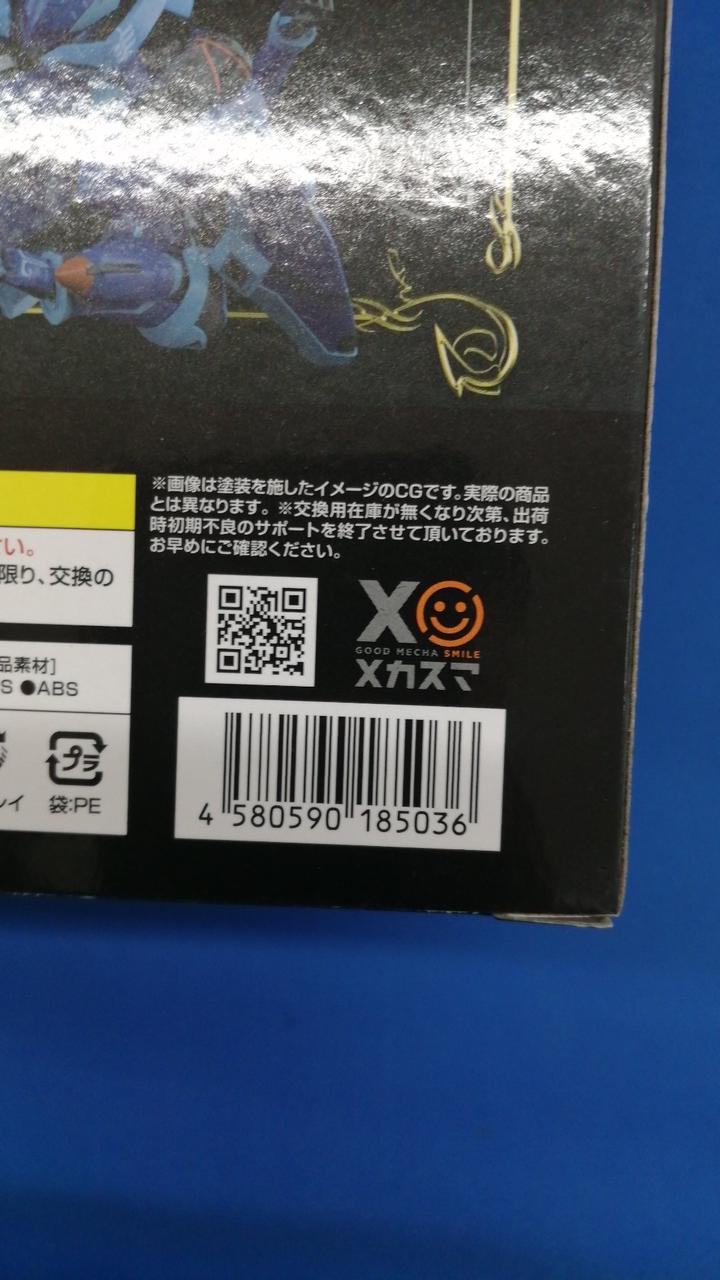 ※画像は塗装を施したイメージのCGです。実際の商品
とは異なります。※交換用在庫が無くなり次第、出荷
時初期不良のサポートを終了させて頂いております。
お早めにご確認ください。
い。
限り、交換の
GOOD MECHA SMILE
メカスマ
品素材]
S ●ABS
プラ
レイ
袋:PE
4 580590 185036